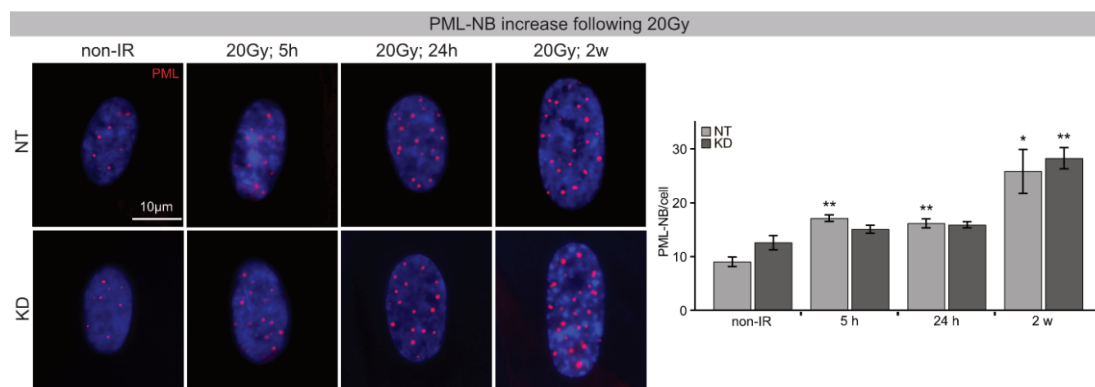 PML-NB increase following 20Gy
non-IR 20Gy; 5h 20Gy; 24h 20Gy; 2w
PML
NT
10µm
KD
PML-NB/cell
30
20
10
0
NT
KD
** ** * **
non-IR 5 h 24 h 2 w